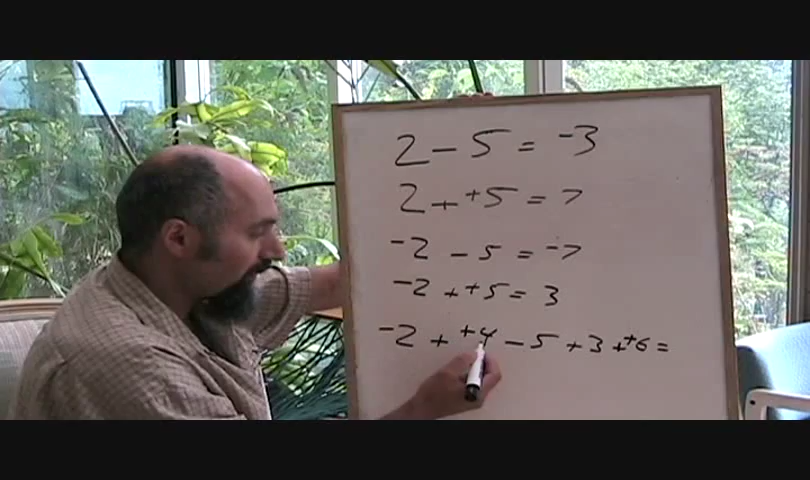 2 - 5 = -3
2 + +5 = 7
-2 - 5 = -7
-2 + +5 = 3
-2 + +4 - 5 + 3 + +6 =